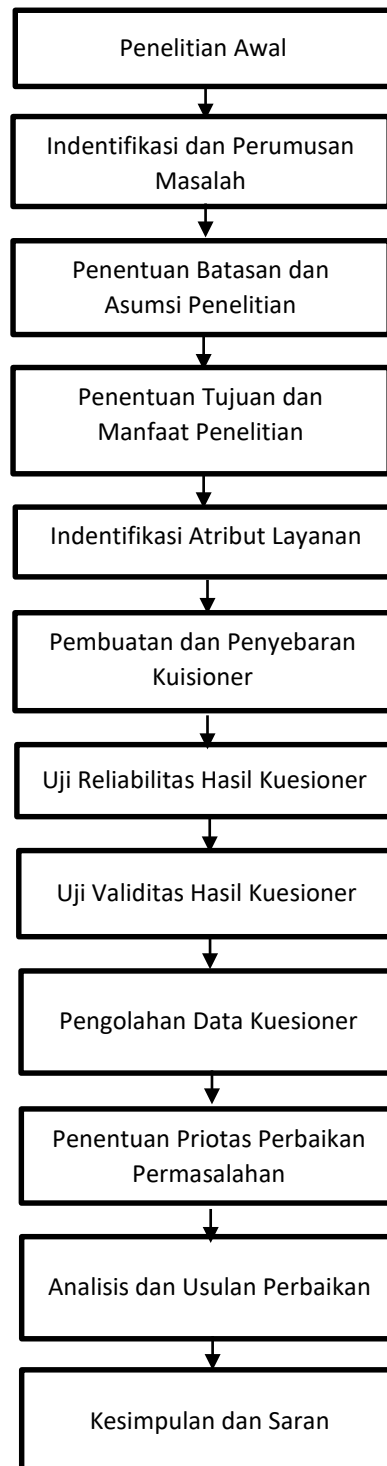 Penelitian Awal
Indentifikasi dan Perumusan
Masalah
Penentuan Batasan dan
Asumsi Penelitian
Penentuan Tujuan dan
Manfaat Penelitian
Indentifikasi Atribut Layanan
Pembuatan dan Penyebaran
Kuisioner
Uji Reliabilitas Hasil Kuesioner
Uji Validitas Hasil Kuesioner
Pengolahan Data Kuesioner
Penentuan Priotas Perbaikan
Permasalahan
Analisis dan Usulan Perbaikan
Kesimpulan dan Saran